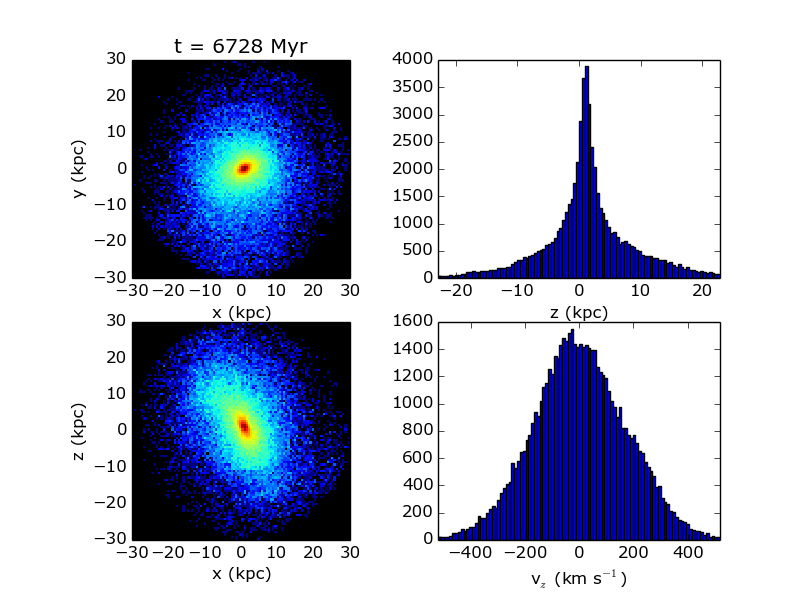 t = 6728 Myr
30
20
10
0
−10
−20
−30
y (kpc)
−30 −20 −10 0 10 20 30
x (kpc)
4000
3500
3000
2500
2000
1500
1000
500
0
−20 −10 0 10 20
z (kpc)
30
20
10
0
−10
−20
−30
z (kpc)
−30 −20 −10 0 10 20 30
x (kpc)
1600
1400
1200
1000
800
600
400
200
0
−400 −200 0 200 400
v_z (km s⁻¹)